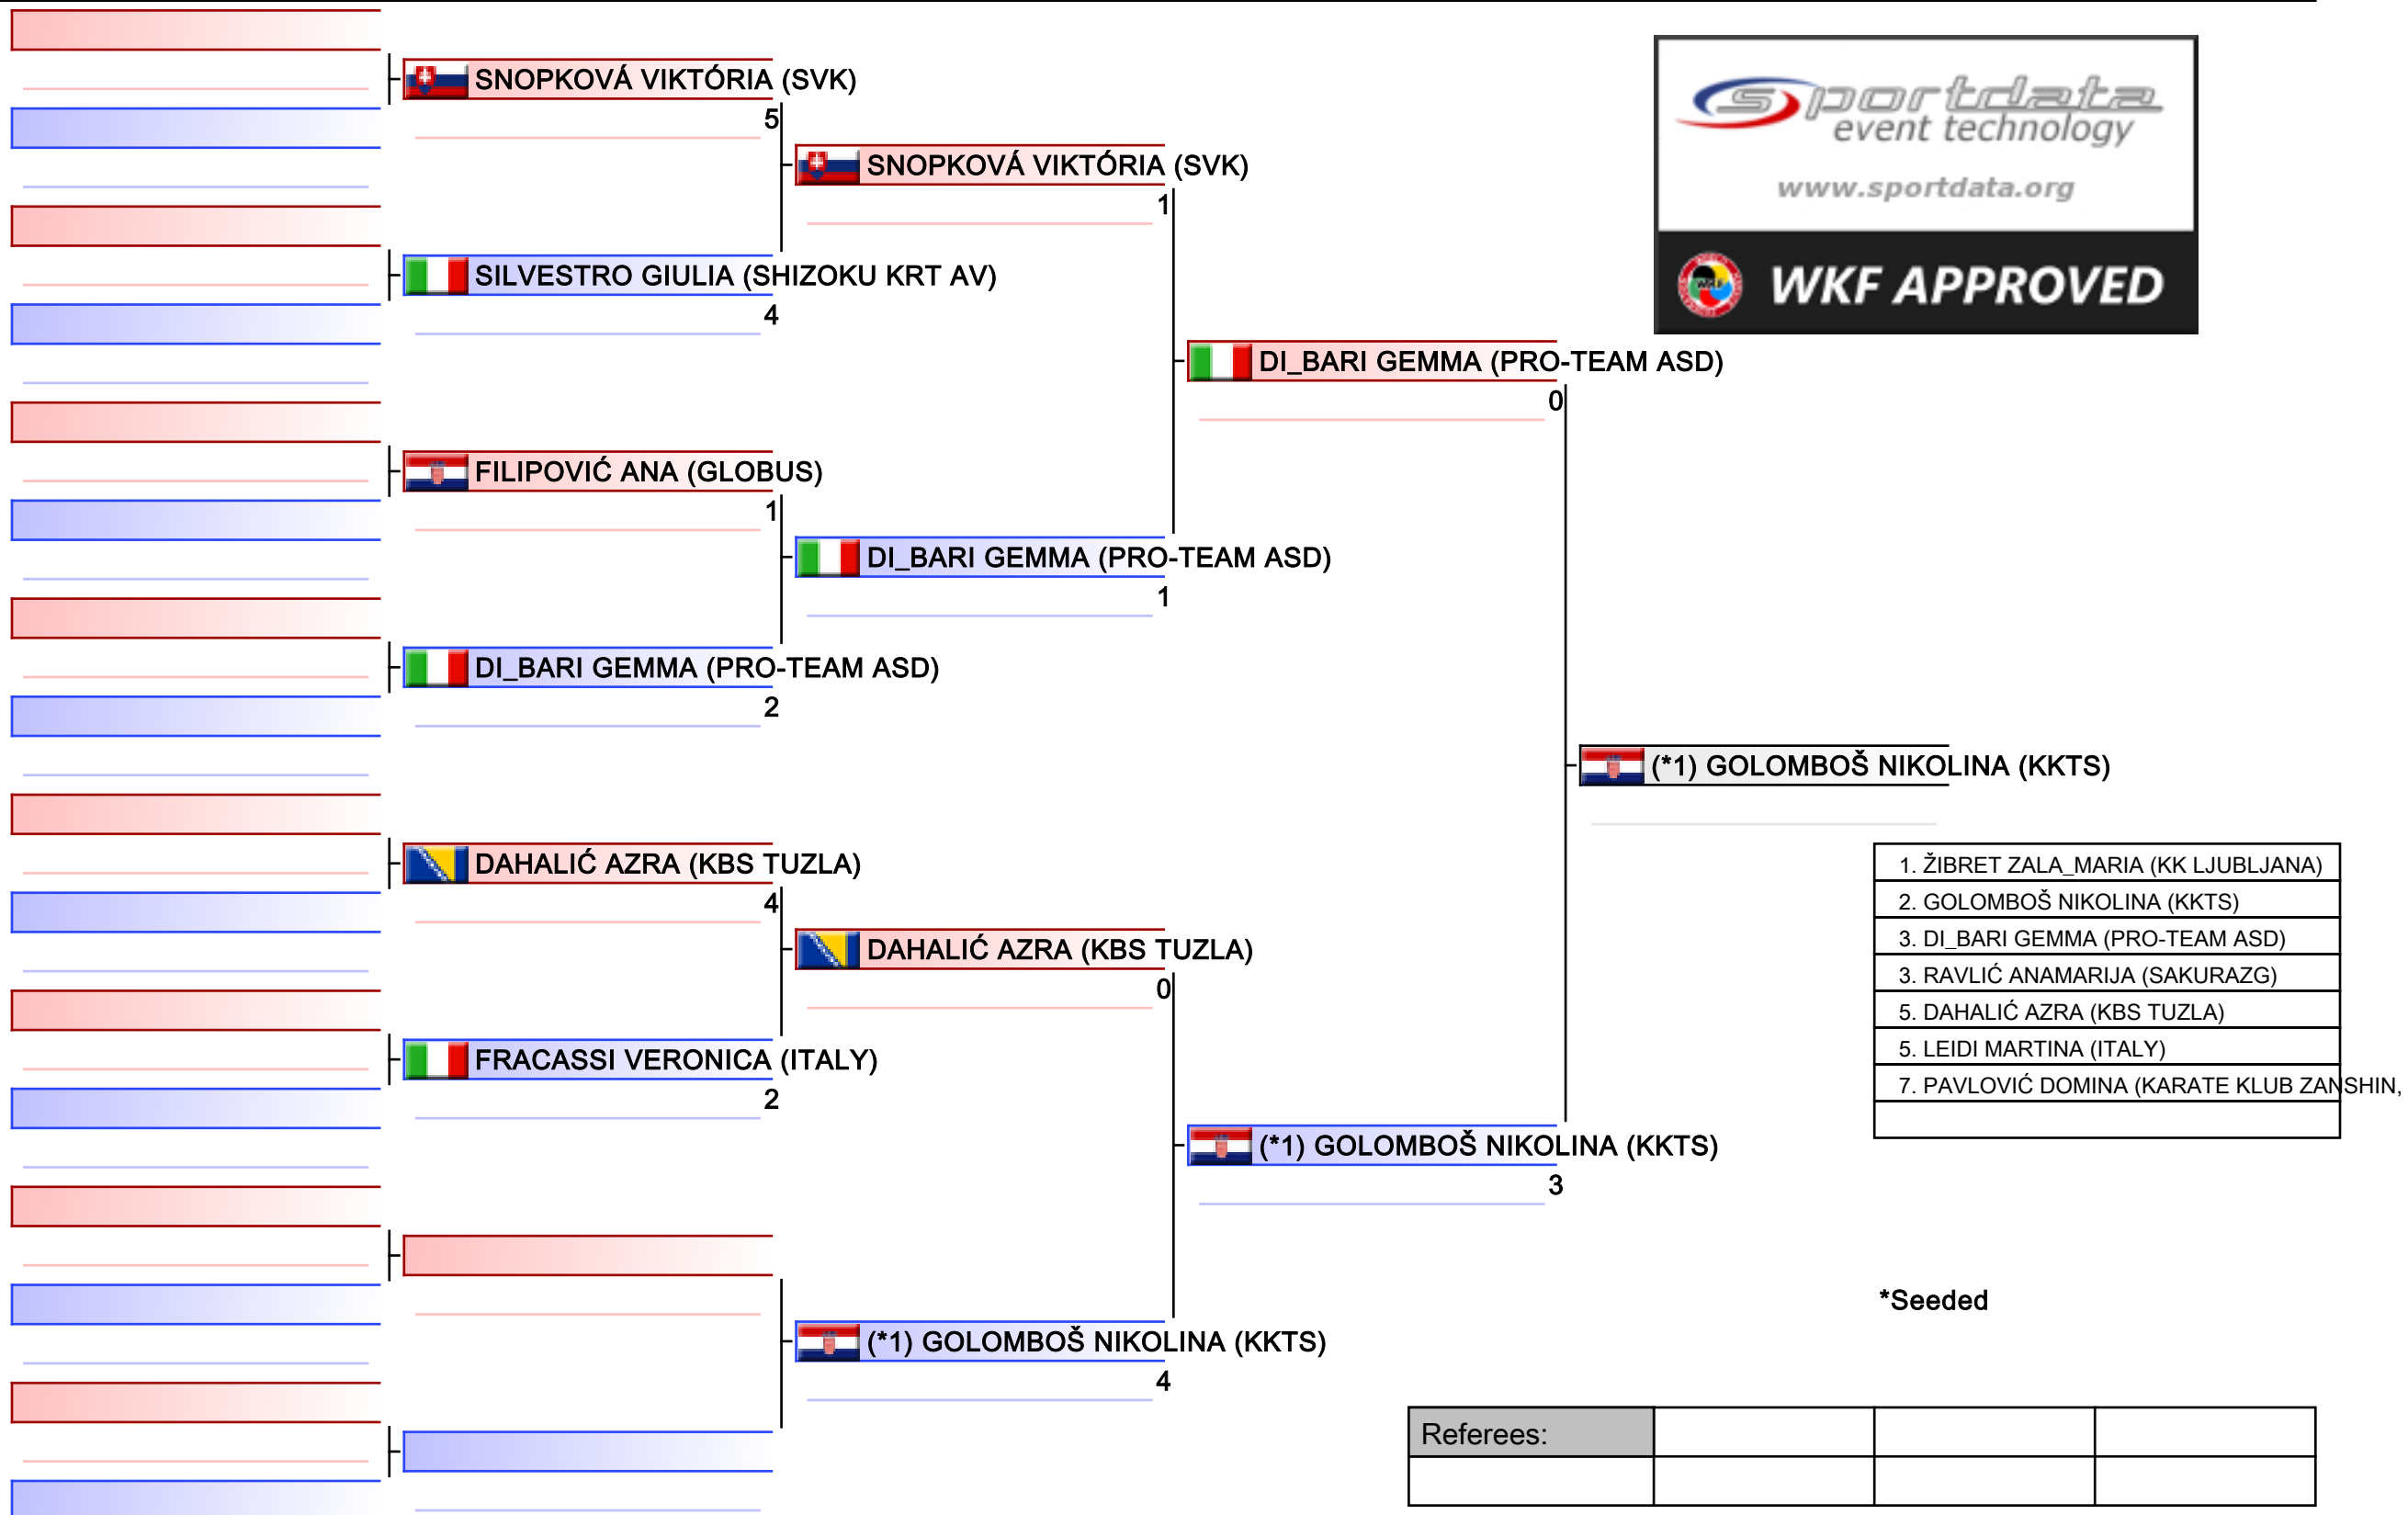 SNOPKOVÁ VIKTÓRIA (SVK)
5
SILVESTRO GIULIA (SHIZOKU KRT AV)
4
FILIPOVIĆ ANA (GLOBUS)
1
DI_BARI GEMMA (PRO-TEAM ASD)
2
DAHALIĆ AZRA (KBS TUZLA)
4
FRACASSI VERONICA (ITALY)
2
SNOPKOVÁ VIKTÓRIA (SVK)
1
DI_BARI GEMMA (PRO-TEAM ASD)
1
DAHALIĆ AZRA (KBS TUZLA)
0
(*1) GOLOMBOŠ NIKOLINA (KKTS)
4
DI_BARI GEMMA (PRO-TEAM ASD)
0
(*1) GOLOMBOŠ NIKOLINA (KKTS)
3
(*1) GOLOMBOŠ NIKOLINA (KKTS)
sportdata
event technology
www.sportdata.org
WKF
WKF APPROVED
1. ŽIBRET ZALA_MARIA (KK LJUBLJANA)
2. GOLOMBOŠ NIKOLINA (KKTS)
3. DI_BARI GEMMA (PRO-TEAM ASD)
3. RAVLIĆ ANAMARIJA (SAKURAZG)
5. DAHALIĆ AZRA (KBS TUZLA)
5. LEIDI MARTINA (ITALY)
7. PAVLOVIĆ DOMINA (KARATE KLUB ZANSHIN,
*Seeded
Referees: